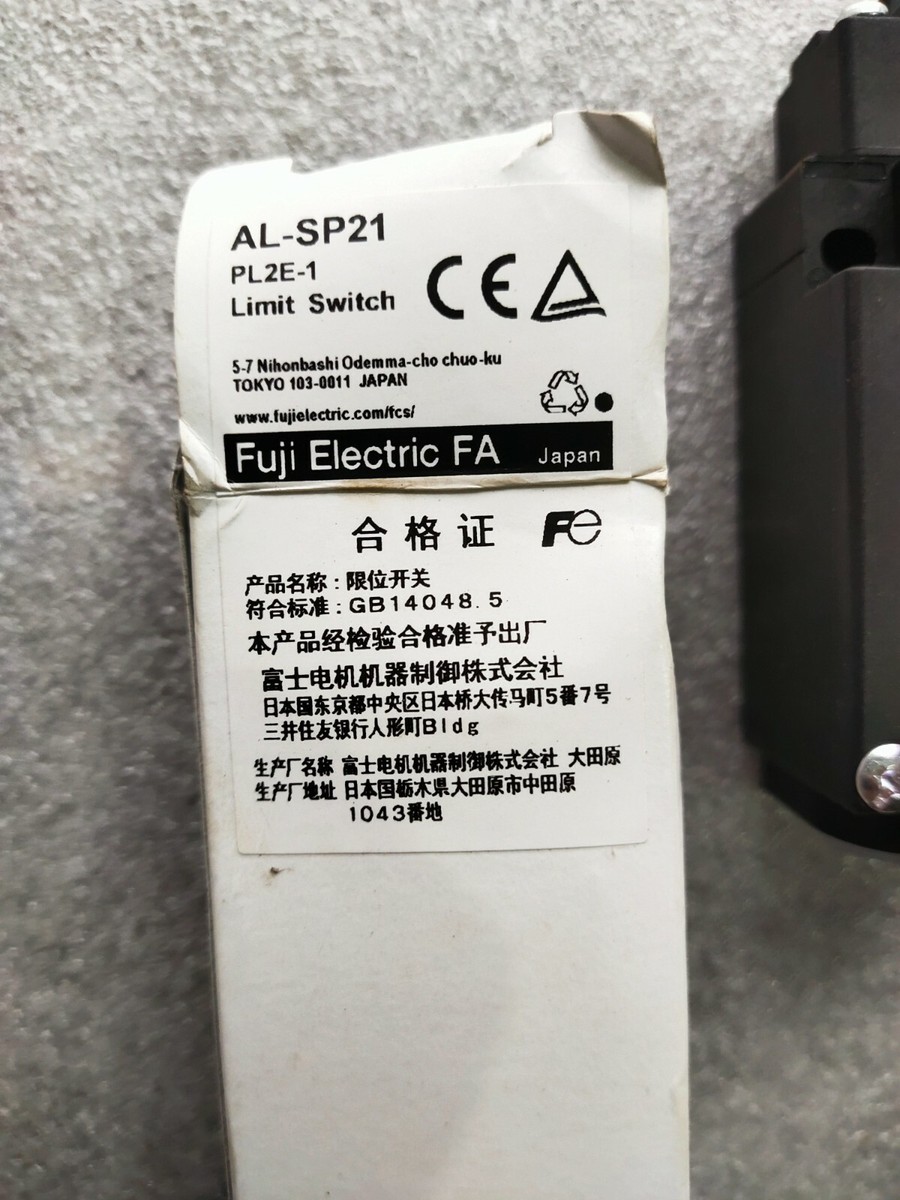 AL-SP21
PL2E-1
Limit Switch
CE
5-7 Nihonbashi Odemma-cho chuo-ku
TOKYO 103-0011 JAPAN
www.fujielectric.com/fcs/
Fuji Electric FA Japan
合格证 Fe
产品名称:限位开关
符合标准:GB14048.5
本产品经检验合格准予出厂
富士电机机器制御株式会社
日本国东京都中央区日本桥大传马町5番7号
三井住友银行人形町Bldg
生产厂名称 富士电机机器制御株式会社 大田原
生产厂地址 日本国栃木県大田原市中田原
1043番地